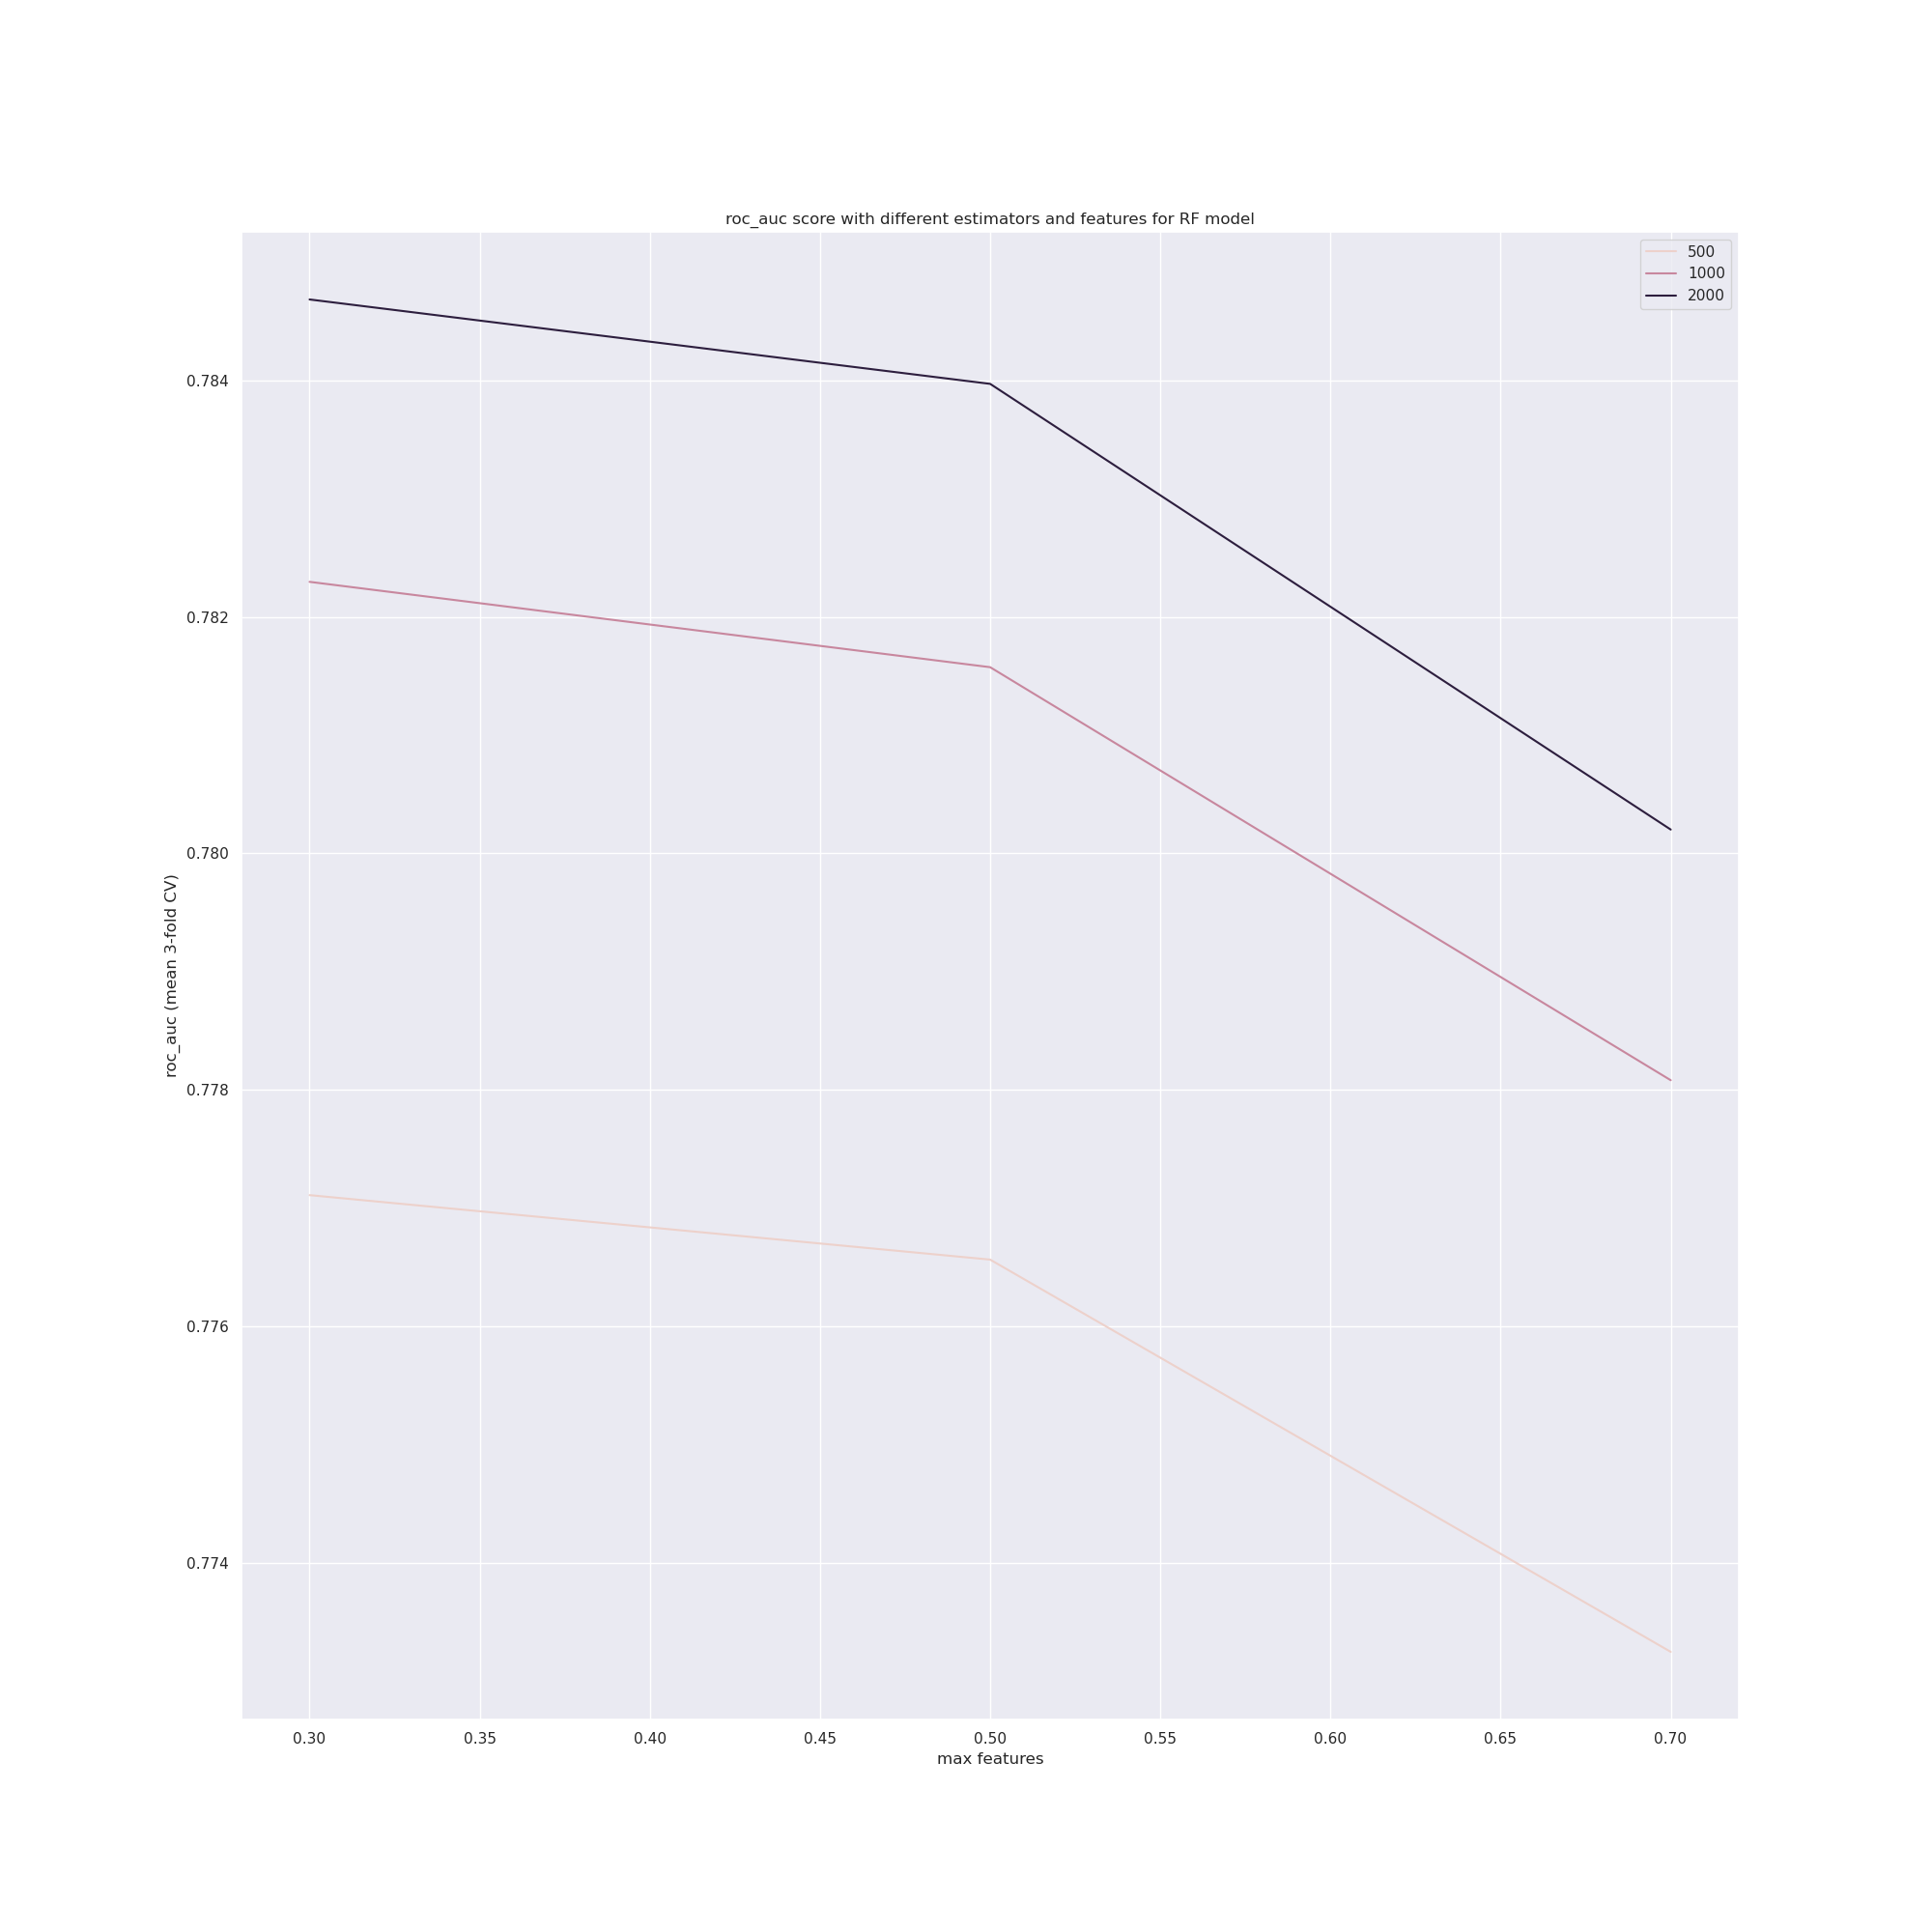 roc_auc score with different estimators and features for RF model
500
1000
2000
0.784
0.782
0.780
0.778
0.776
0.774
roc_auc (mean 3-fold CV)
0.30 0.35 0.40 0.45 0.50 0.55 0.60 0.65 0.70
max features